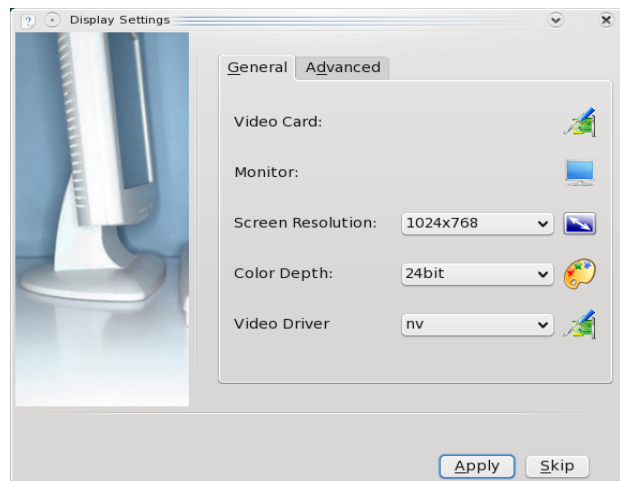 Display Settings
General Advanced
Video Card:
Monitor:
Screen Resolution: 1024x768
Color Depth: 24bit
Video Driver nv
Apply Skip